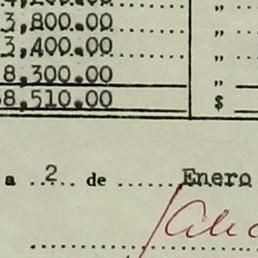 3,800.00 "
3,400.00 "
8,300.00 "
8,510.00 $
a 2 de Enero